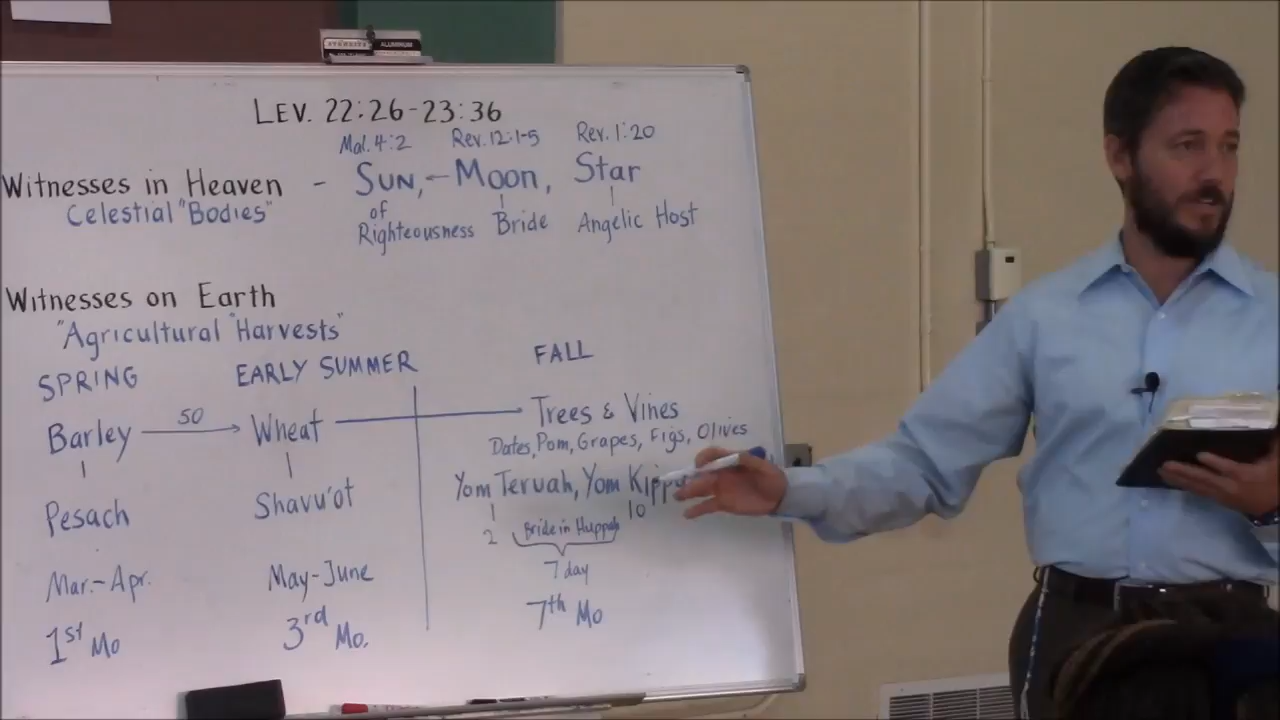 LEV. 22:26-23:36
Mal. 4:2 Rev. 12:1-5 Rev. 1:20
Witnesses in Heaven - Sun, ← Moon, Star
Celestial "Bodies"
of Righteousness Bride Angelic Host
Witnesses on Earth
"Agricultural "Harvests"
SPRING EARLY SUMMER FALL
Barley 50 Wheat Trees & Vines
Dates, Pom, Grapes, Figs, Olives
Pesach Shavu'ot Yom Teruah, Yom
1 10
2 Bride in Huppah
Mar.-Apr. May-June 7 day
1st Mo 3rd Mo. 7th Mo
ALUMINUM